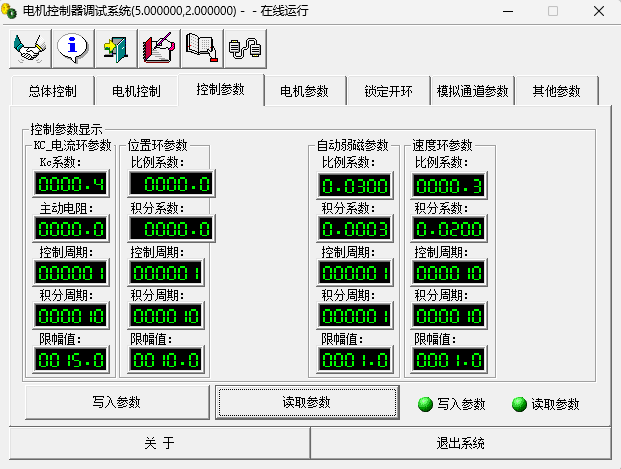 电机控制器调试系统(5.000000,2.000000) - - 在线运行
总体控制 电机控制 控制参数 电机参数 锁定开环 模拟通道参数 其他参数
控制参数显示
KC_电流环参数 位置环参数 自动弱磁参数 速度环参数
Kc系数: 比例系数: 比例系数: 比例系数:
0000.4 0000.0 0.0300 0000.3
主动电阻: 积分系数: 积分系数: 积分系数:
0000.0 0000.0 0.0003 0.0200
控制周期: 控制周期: 控制周期: 控制周期:
000001 000001 000001 000010
积分周期: 积分周期: 积分周期: 积分周期:
000010 000010 000001 000010
限幅值: 限幅值: 限幅值: 限幅值:
0015.0 0010.0 0001.0 0001.0
写入参数 读取参数 写入参数 读取参数
关 于 退出系统